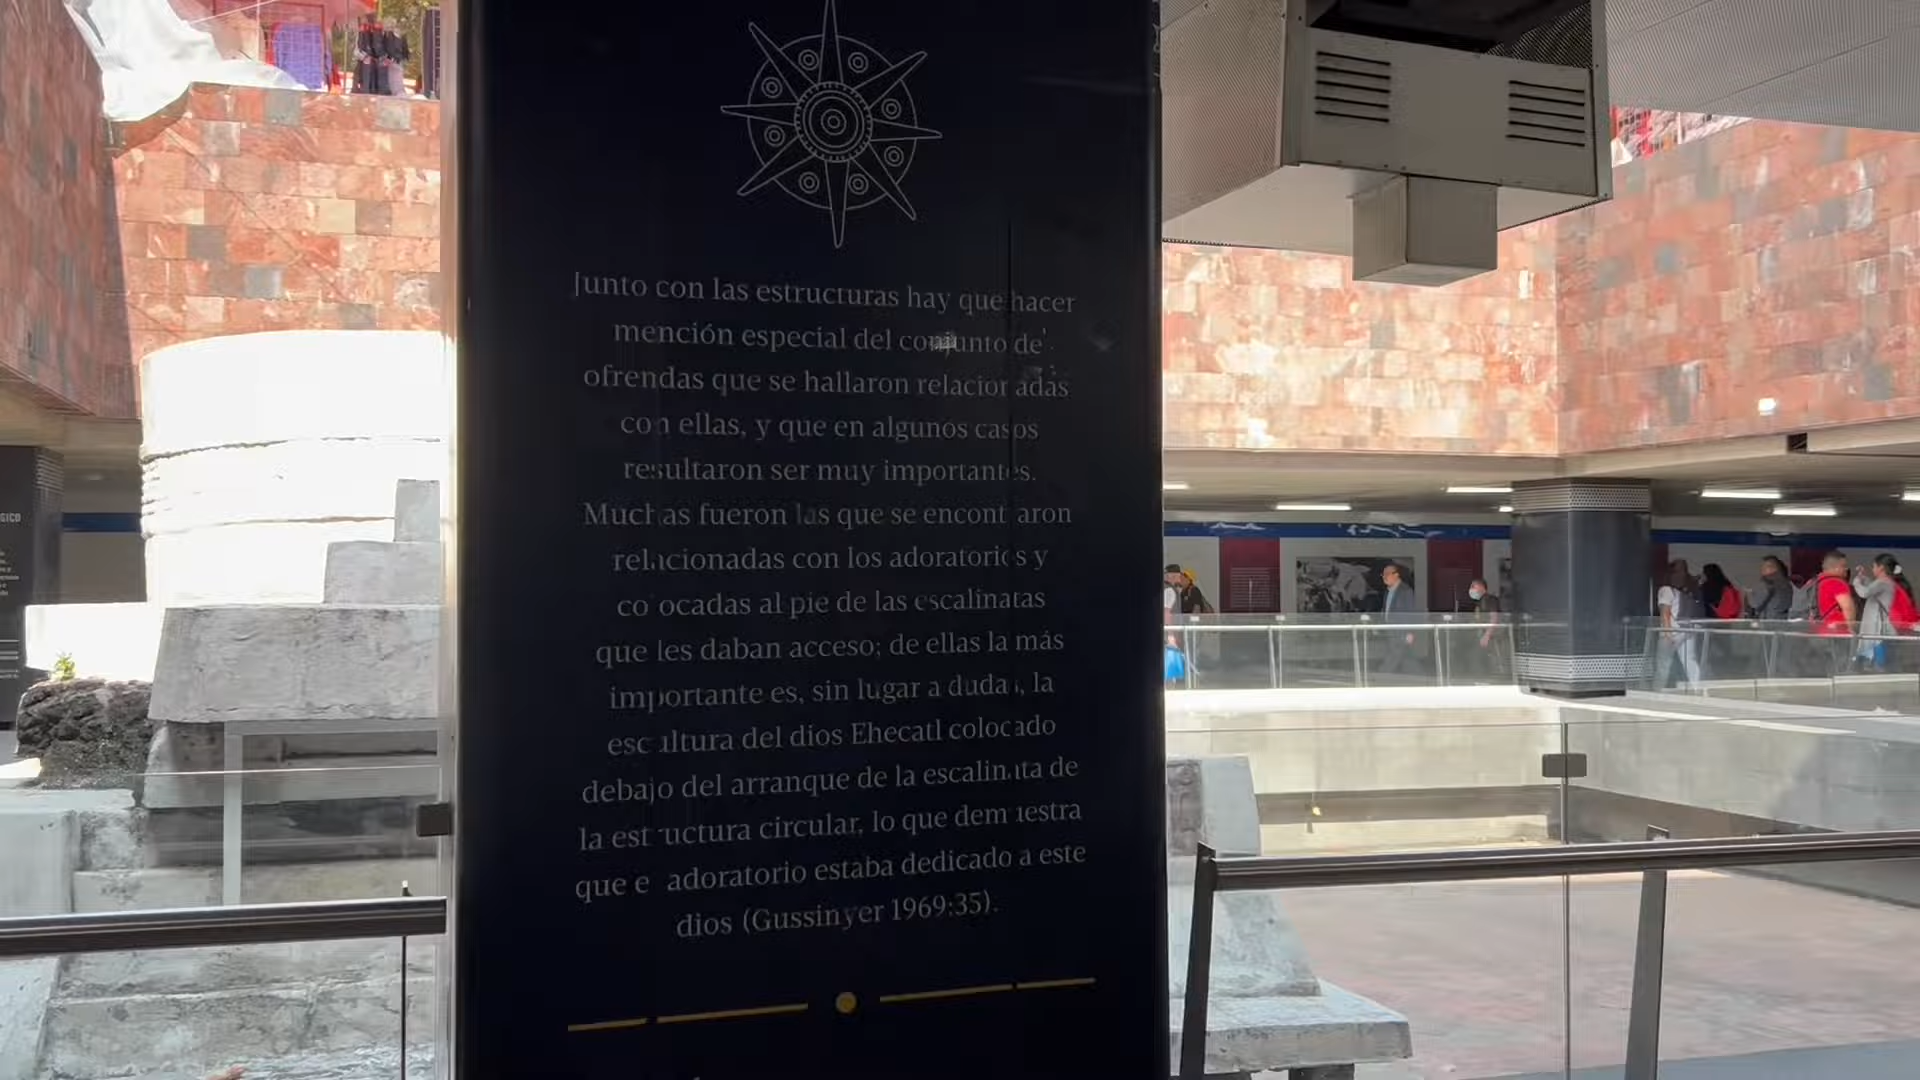 Junto con las estructuras hay que hacer
mención especial del conjunto de
ofrendas que se hallaron relacionadas
con ellas, y que en algunos casos
resultaron ser muy importantes.
Muchas fueron las que se encontraron
relacionadas con los adoratorios y
colocadas al pie de las escalinatas
que les daban acceso; de ellas la más
importante es, sin lugar a dudas, la
escultura del dios Ehecatl colocado
debajo del arranque de la escalinata de
la estructura circular, lo que demuestra
que el adoratorio estaba dedicado a este
dios (Gussinyer 1969:35).